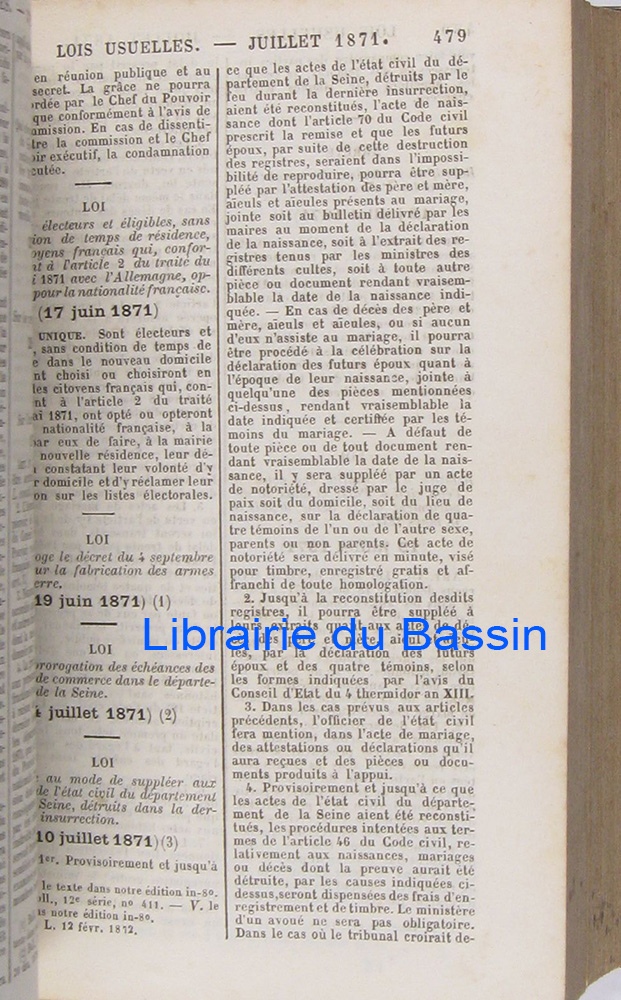 LOIS USUELLES. — JUILLET 1871. 479
en réunion publique et au
secret. La grâce ne pourra
ordée par le Chef du Pouvoir
que conformément à l'avis de
amission. En cas de dissenti-
tre la commission et le Chef
oir exécutif, la condamnation
cutée.
LOI
électeurs et éligibles, sans
ion de temps de résidence,
oyens français qui, confor-
nt à l'article 2 du traité du
i 1871 avec l'Allemagne, op-
pour la nationalité française.
(17 juin 1871)
UNIQUE. Sont électeurs et
, sans condition de temps de
e dans le nouveau domicile
nt choisi ou choisiront en
les citoyens français qui, con-
nt à l'article 2 du traité
ai 1871, ont opté ou opteront
nationalité française, à la
par eux de faire, à la mairie
nouvelle résidence, leur dé-
constatant leur volonté d'y
r domicile et d'y réclamer leur
on sur les listes électorales.
LOI
oge le décret du 4 septembre
ur la fabrication des armes
erre.
19 juin 1871) (1)
LOI
prorogation des échéances des
de commerce dans le départe-
de la Seine.
4 juillet 1871) (2)
LOI
au mode de suppléer aux
de l'état civil du département
Seine, détruits dans la der-
insurrection.
10 juillet 1871) (3)
1er. Provisoirement et jusqu'à
le texte dans notre édition in-8o.
ll., 12e série, no 411. — V. le
is notre édition in-8o.
L. 12 févr. 1872.
ce que les actes de l'état civil du dé-
partement de la Seine, détruits par le
feu durant la dernière insurrection,
aient été reconstitués, l'acte de nais-
sance dont l'article 70 du Code civil
prescrit la remise et que les futurs
époux, par suite de cette destruction
des registres, seraient dans l'impossi-
bilité de reproduire, pourra être sup-
pléé par l'attestation des père et mère,
aïeuls et aïeules présents au mariage,
jointe soit au bulletin délivré par les
maires au moment de la déclaration
de la naissance, soit à l'extrait des re-
gistres tenus par les ministres des
différents cultes, soit à toute autre
pièce ou document rendant vraisem-
blable la date de la naissance indi-
quée. — En cas de décès des père et
mère, aïeuls et aïeules, ou si aucun
d'eux n'assiste au mariage, il pourra
être procédé à la célébration sur la
déclaration des futurs époux quant à
l'époque de leur naissance, jointe à
quelqu'une des pièces mentionnées
ci-dessus, rendant vraisemblable la
date indiquée et certifiée par les té-
moins du mariage. — A défaut de
toute pièce ou de tout document ren-
dant vraisemblable la date de la nais-
sance, il y sera suppléé par un acte
de notoriété, dressé par le juge de
paix soit du domicile, soit du lieu de
naissance, sur la déclaration de qua-
tre témoins de l'un ou de l'autre sexe,
parents ou non parents. Cet acte de
notoriété sera délivré en minute, visé
pour timbre, enregistré gratis et af-
franchi de toute homologation.
2. Jusqu'à la reconstitution desdits
registres, il pourra être suppléé à
leurs extraits quant aux actes de dé-
cès des père et mère, aïeuls et aïeu-
les, par la déclaration des futurs
époux et des quatre témoins, selon
les formes indiquées par l'avis du
Conseil d'Etat du 4 thermidor an XIII.
3. Dans les cas prévus aux articles
précédents, l'officier de l'état civil
fera mention, dans l'acte de mariage,
des attestations ou déclarations qu'il
aura reçues et des pièces ou docu-
ments produits à l'appui.
4. Provisoirement et jusqu'à ce que
les actes de l'état civil du départe-
ment de la Seine aient été reconsti-
tués, les procédures intentées aux ter-
mes de l'article 46 du Code civil, re-
lativement aux naissances, mariages
ou décès dont la preuve aurait été
détruite, par les causes indiquées ci-
dessus, seront dispensées des frais d'en-
registrement et de timbre. Le ministère
d'un avoué ne sera pas obligatoire.
Dans le cas où le tribunal croirait de-
Librairie du Bassin